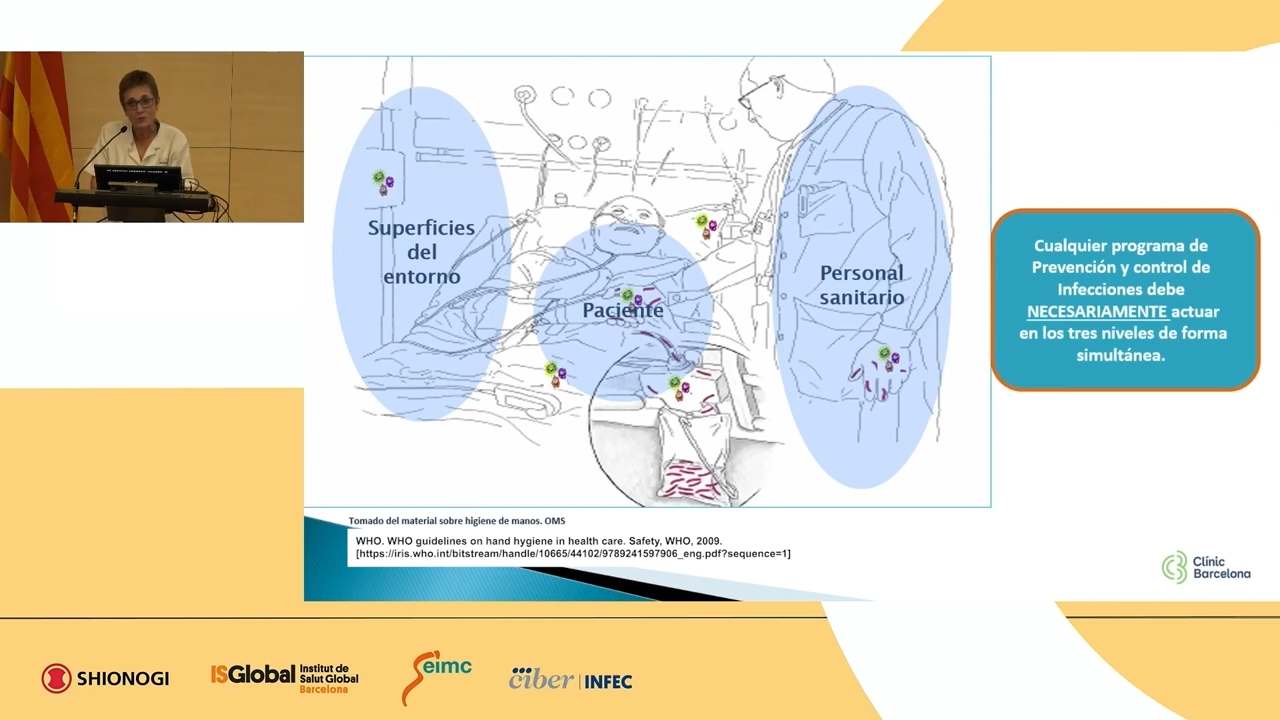 Superficies
del
entorno
Paciente
Personal
sanitario
Cualquier programa de
Prevención y control de
Infecciones debe
NECESARIAMENTE actuar
en los tres niveles de forma
simultánea.
Tomado del material sobre higiene de manos. OMS
WHO. WHO guidelines on hand hygiene in health care. Safety, WHO, 2009.
[https://iris.who.int/bitstream/handle/10665/44102/9789241597906_eng.pdf?sequence=1]
Clínic
Barcelona
SHIONOGI
ISGlobal Institut de
Salut Global
Barcelona
Seimc
ciber INFEC